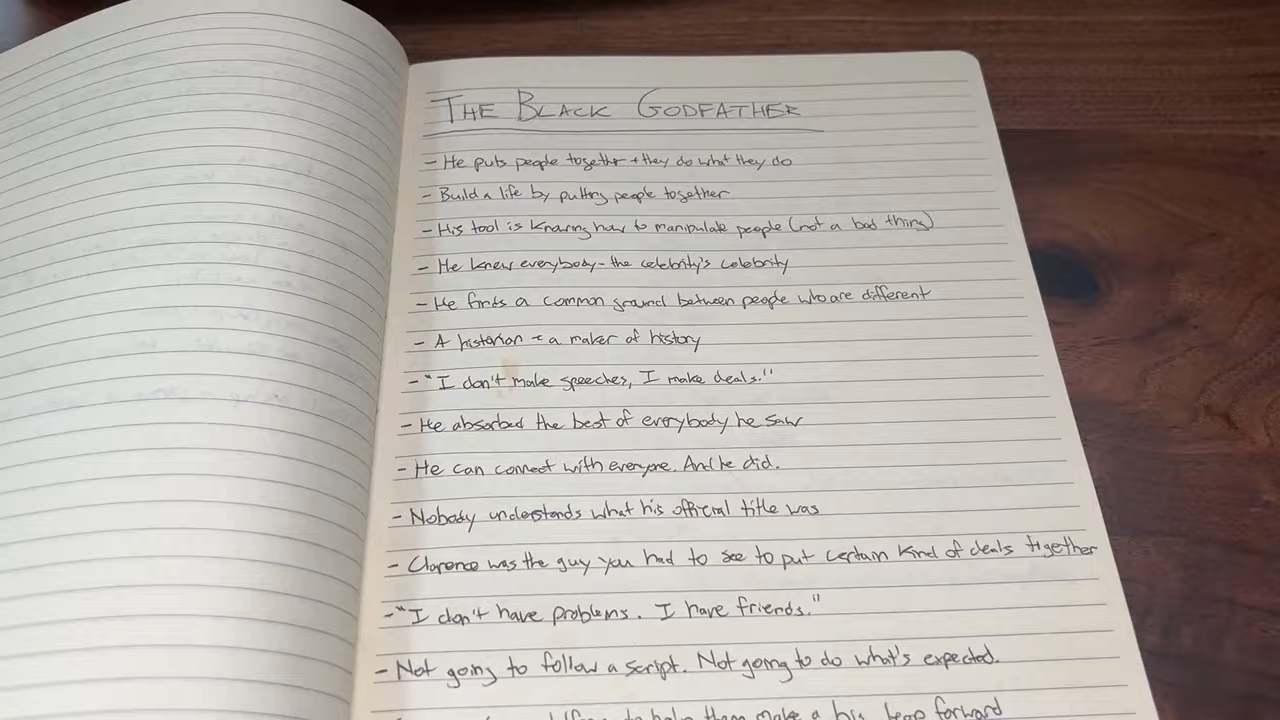 THE BLACK GODFATHER
- He puts people together + they do what they do
- Build a life by putting people together
- His tool is knowing how to manipulate people (not a bad thing)
- He knew everybody - the celebrity's celebrity
- He finds a common ground between people who are different
- A historian + a maker of history
- "I don't make speeches, I make deals."
- He absorbed the best of everybody he saw
- He can connect with everyone. And he did.
- Nobody understands what his official title was
- Clarence was the guy you had to see to put certain kind of deals together
- "I don't have problems. I have friends."
- Not going to follow a script. Not going to do what's expected.
to help them make a big leap forward